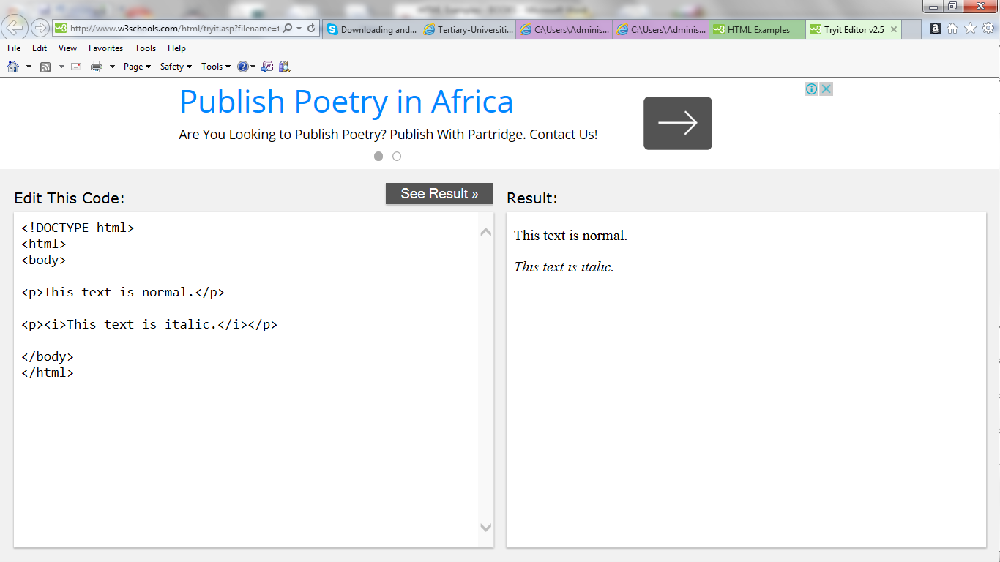 http://www.w3schools.com/html/tryit.asp?filename=t
Downloading and...
Tertiary-Universiti...
C:\Users\Adminis...
C:\Users\Adminis...
HTML Examples
Tryit Editor v2.5
File Edit View Favorites Tools Help
Page Safety Tools
Publish Poetry in Africa
Are You Looking to Publish Poetry? Publish With Partridge. Contact Us!
Edit This Code:
See Result »
<!DOCTYPE html>
<html>
<body>
<p>This text is normal.</p>
<p><i>This text is italic.</i></p>
</body>
</html>
Result:
This text is normal.
This text is italic.